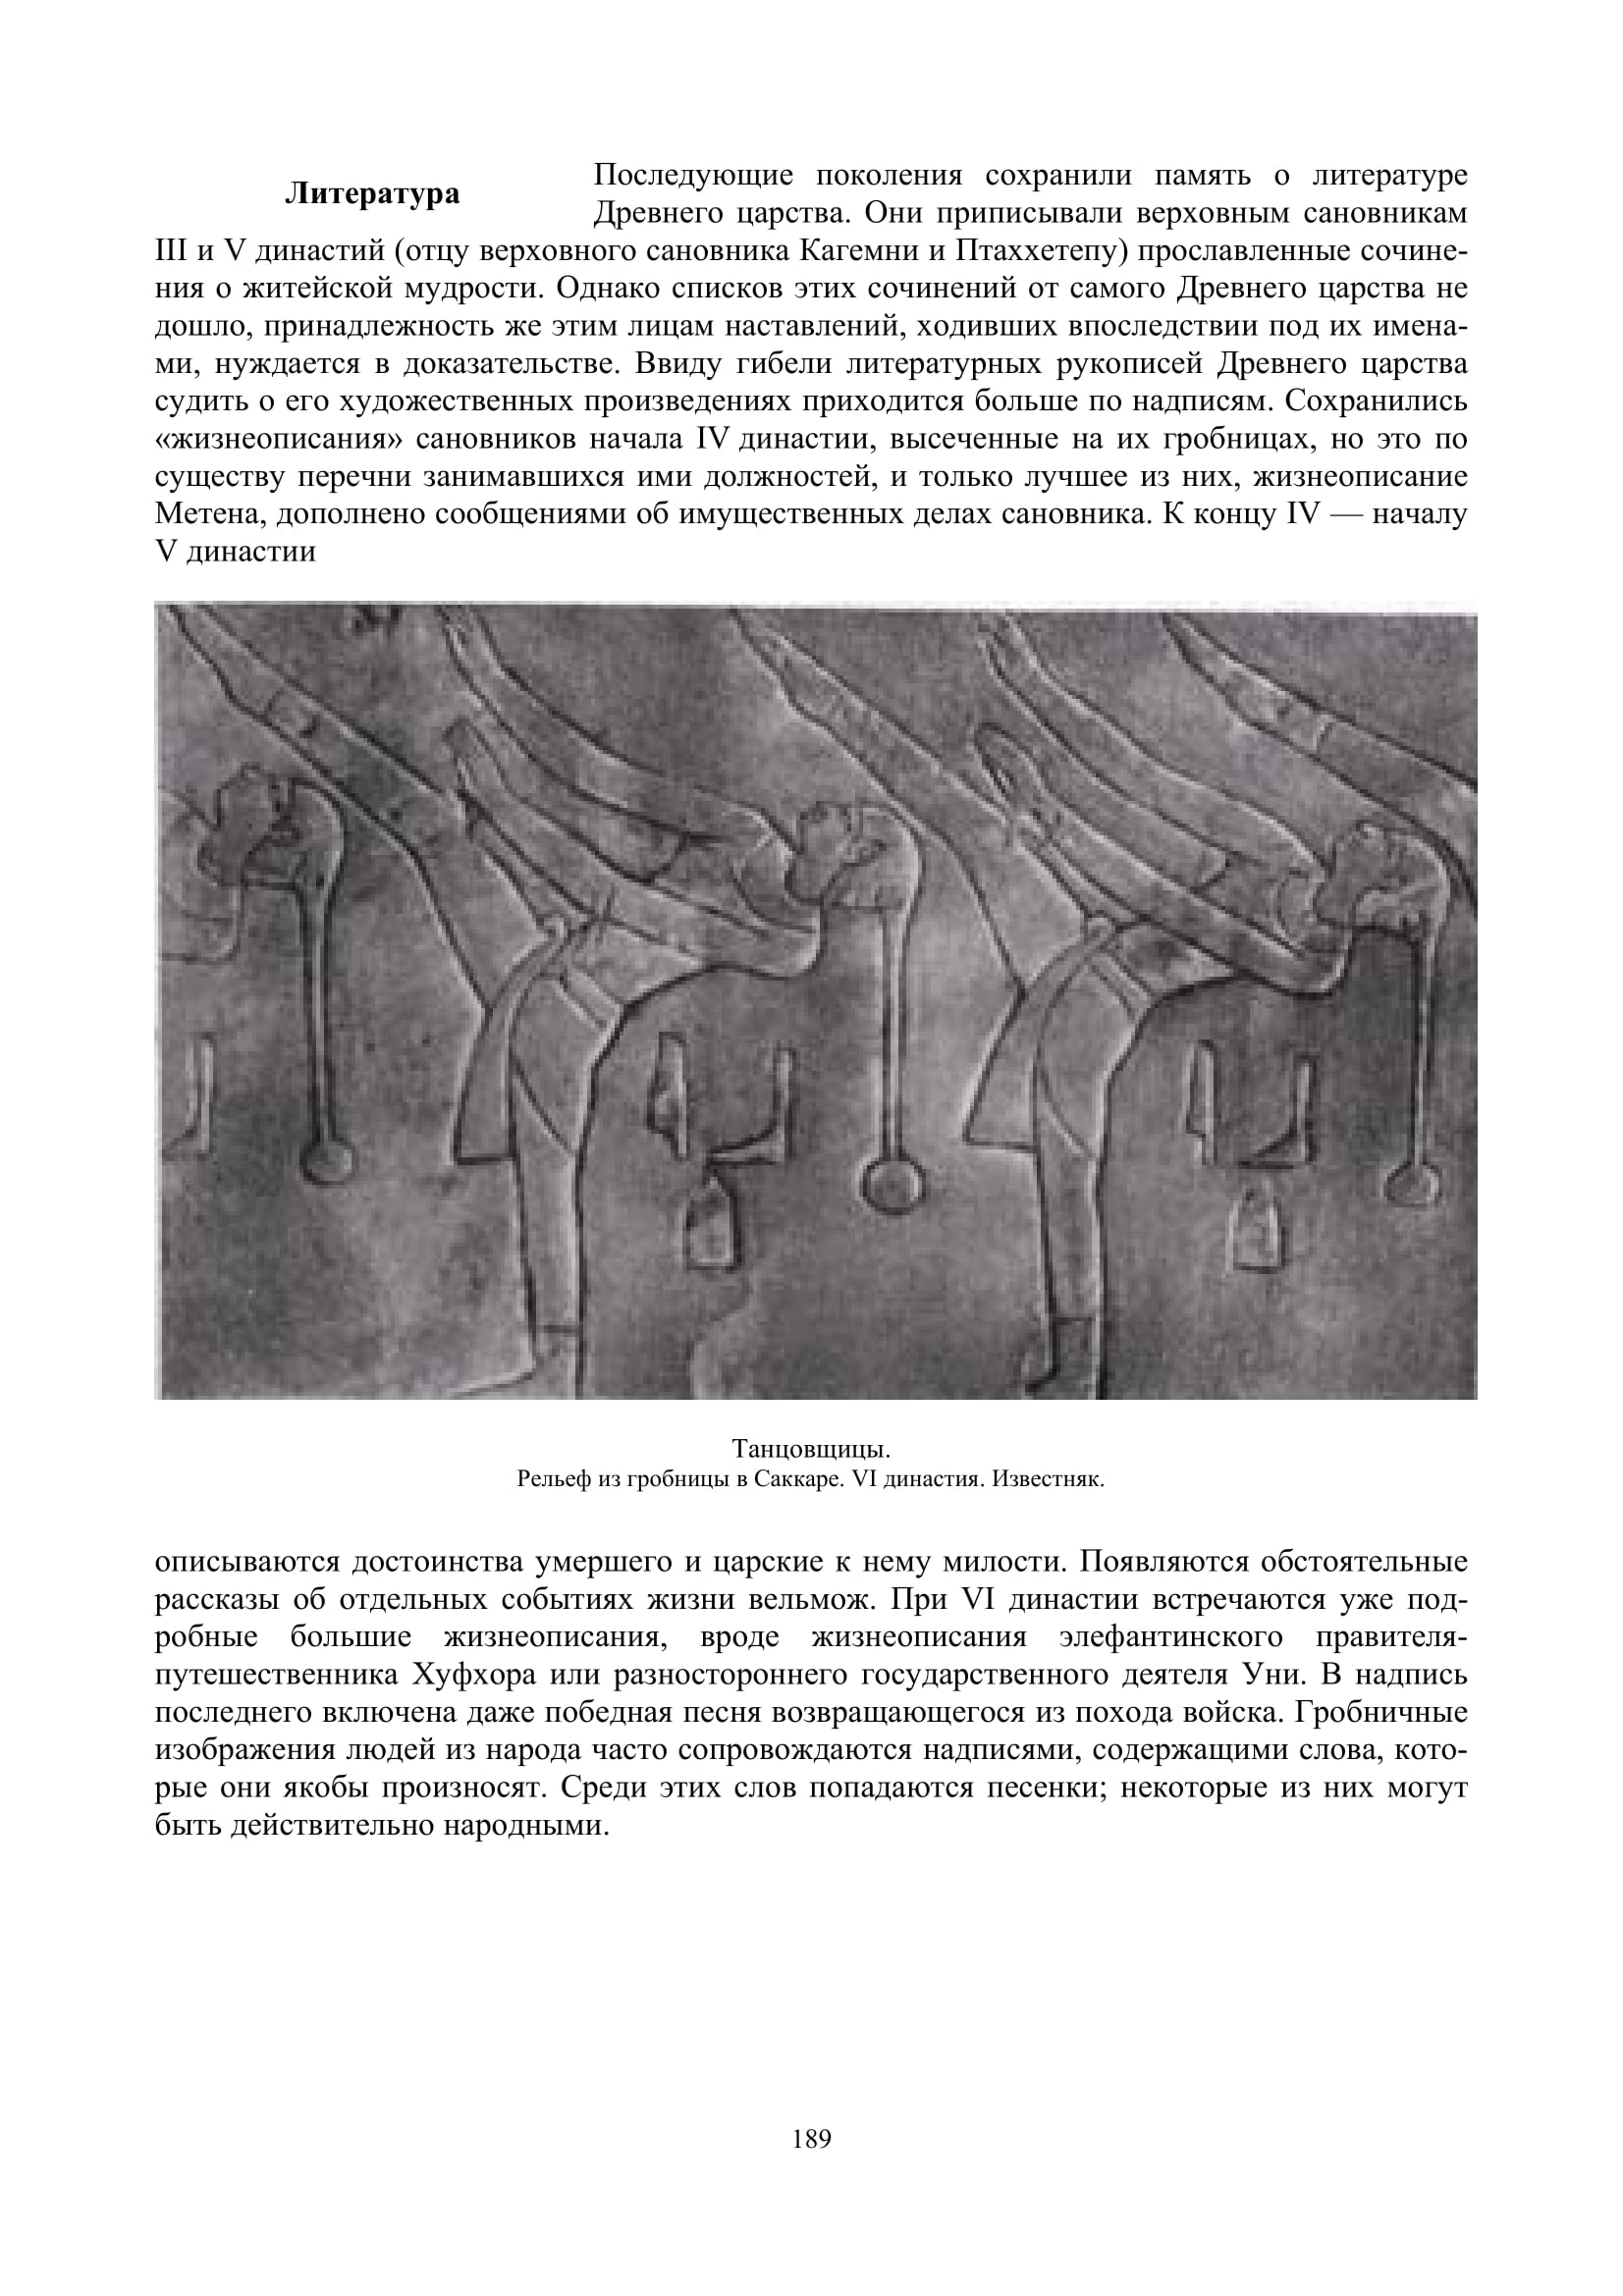 Литература
Последующие поколения сохранили память о литературе
Древнего царства. Они приписывали верховным сановникам
III и V династий (отцу верховного сановника Кагемни и Птаххетепу) прославленные сочине-
ния о житейской мудрости. Однако списков этих сочинений от самого Древнего царства не
дошло, принадлежность же этим лицам наставлений, ходивших впоследствии под их имена-
ми, нуждается в доказательстве. Ввиду гибели литературных рукописей Древнего царства
судить о его художественных произведениях приходится больше по надписям. Сохранились
«жизнеописания» сановников начала IV династии, высеченные на их гробницах, но это по
существу перечни занимавшихся ими должностей, и только лучшее из них, жизнеописание
Метена, дополнено сообщениями об имущественных делах сановника. К концу IV — началу
V династии
Танцовщицы.
Рельеф из гробницы в Саккаре. VI династия. Известняк.
описываются достоинства умершего и царские к нему милости. Появляются обстоятельные
рассказы об отдельных событиях жизни вельмож. При VI династии встречаются уже под-
робные большие жизнеописания, вроде жизнеописания элефантинского правителя-
путешественника Хуфхора или разностороннего государственного деятеля Уни. В надпись
последнего включена даже победная песня возвращающегося из похода войска. Гробничные
изображения людей из народа часто сопровождаются надписями, содержащими слова, кото-
рые они якобы произносят. Среди этих слов попадаются песенки; некоторые из них могут
быть действительно народными.
189